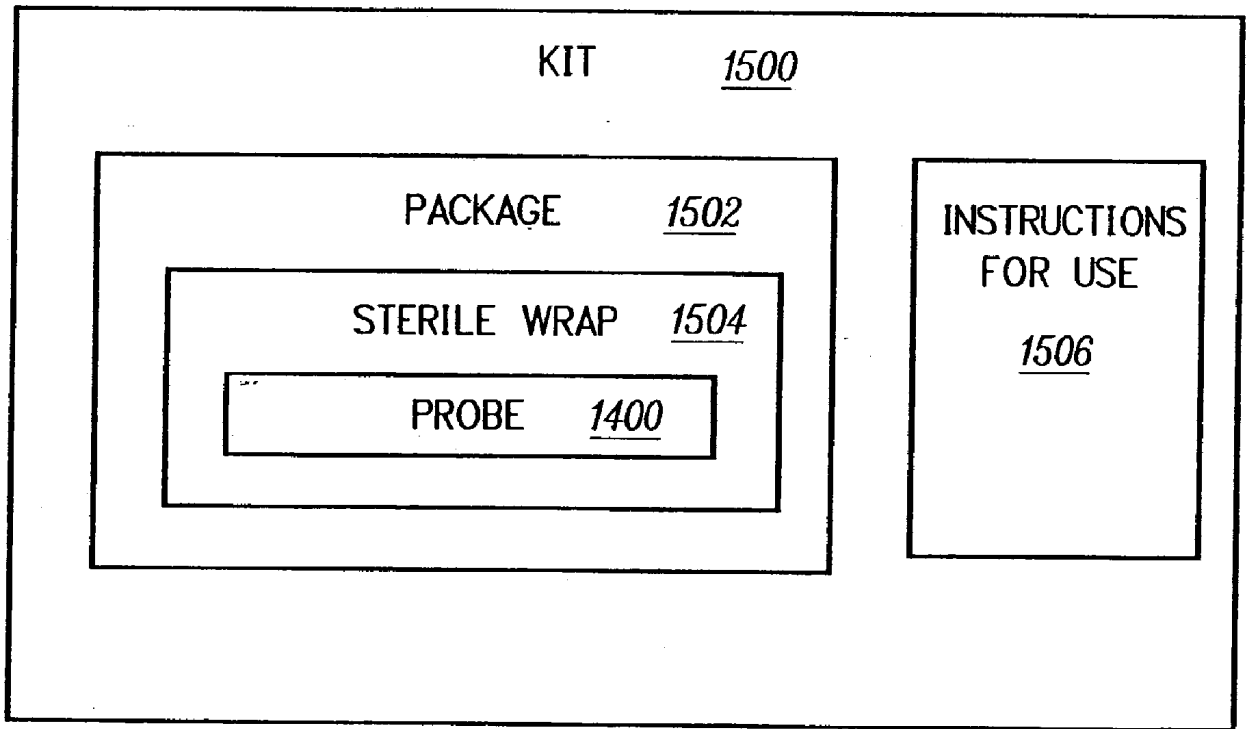 KIT 1500
PACKAGE 1502
STERILE WRAP 1504
PROBE 1400
INSTRUCTIONS
FOR USE
1506